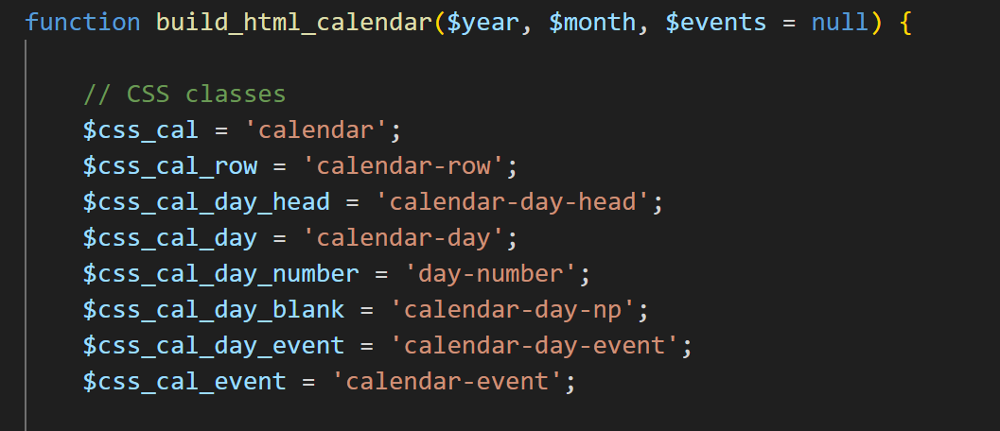 function build_html_calendar($year, $month, $events = null) {
// CSS classes
$css_cal = 'calendar';
$css_cal_row = 'calendar-row';
$css_cal_day_head = 'calendar-day-head';
$css_cal_day = 'calendar-day';
$css_cal_day_number = 'day-number';
$css_cal_day_blank = 'calendar-day-np';
$css_cal_day_event = 'calendar-day-event';
$css_cal_event = 'calendar-event';